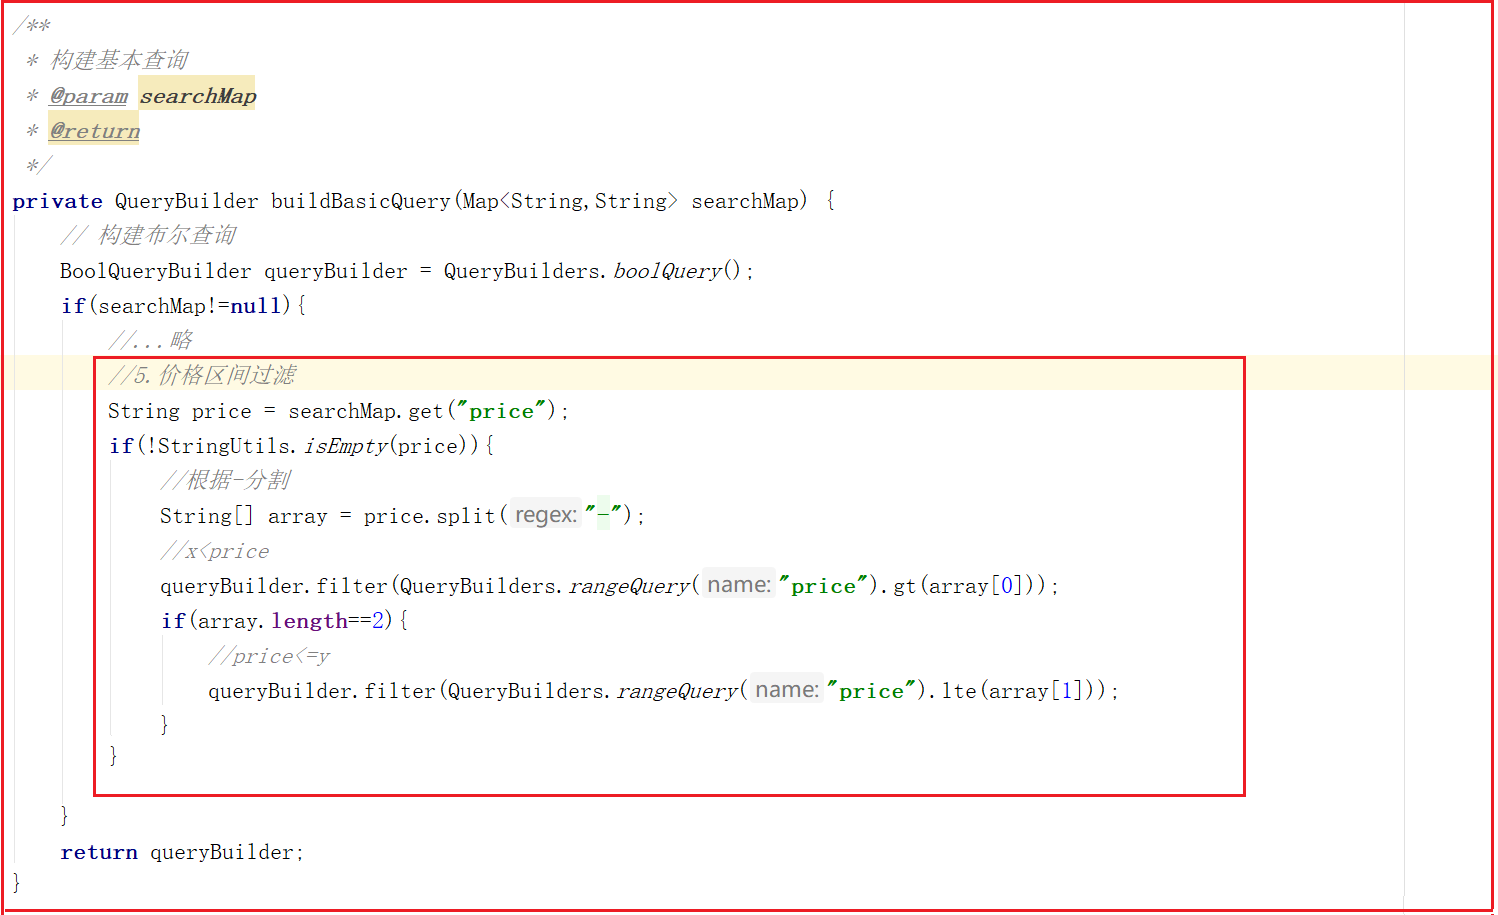 /**
 * 构建基本查询
 * @param searchMap
 * @return
 */
private QueryBuilder buildBasicQuery(Map<String,String> searchMap) {
    // 构建布尔查询
    BoolQueryBuilder queryBuilder = QueryBuilders.boolQuery();
    if(searchMap!=null){
        //...略
        //5.价格区间过滤
        String price = searchMap.get("price");
        if(!StringUtils.isEmpty(price)){
            //根据-分割
            String[] array = price.split( regex: "-");
            //x<price
            queryBuilder.filter(QueryBuilders.rangeQuery( name: "price").gt(array[0]));
            if(array.length==2){
                //price<=y
                queryBuilder.filter(QueryBuilders.rangeQuery( name: "price").lte(array[1]));
            }
        }
    }
    return queryBuilder;
}